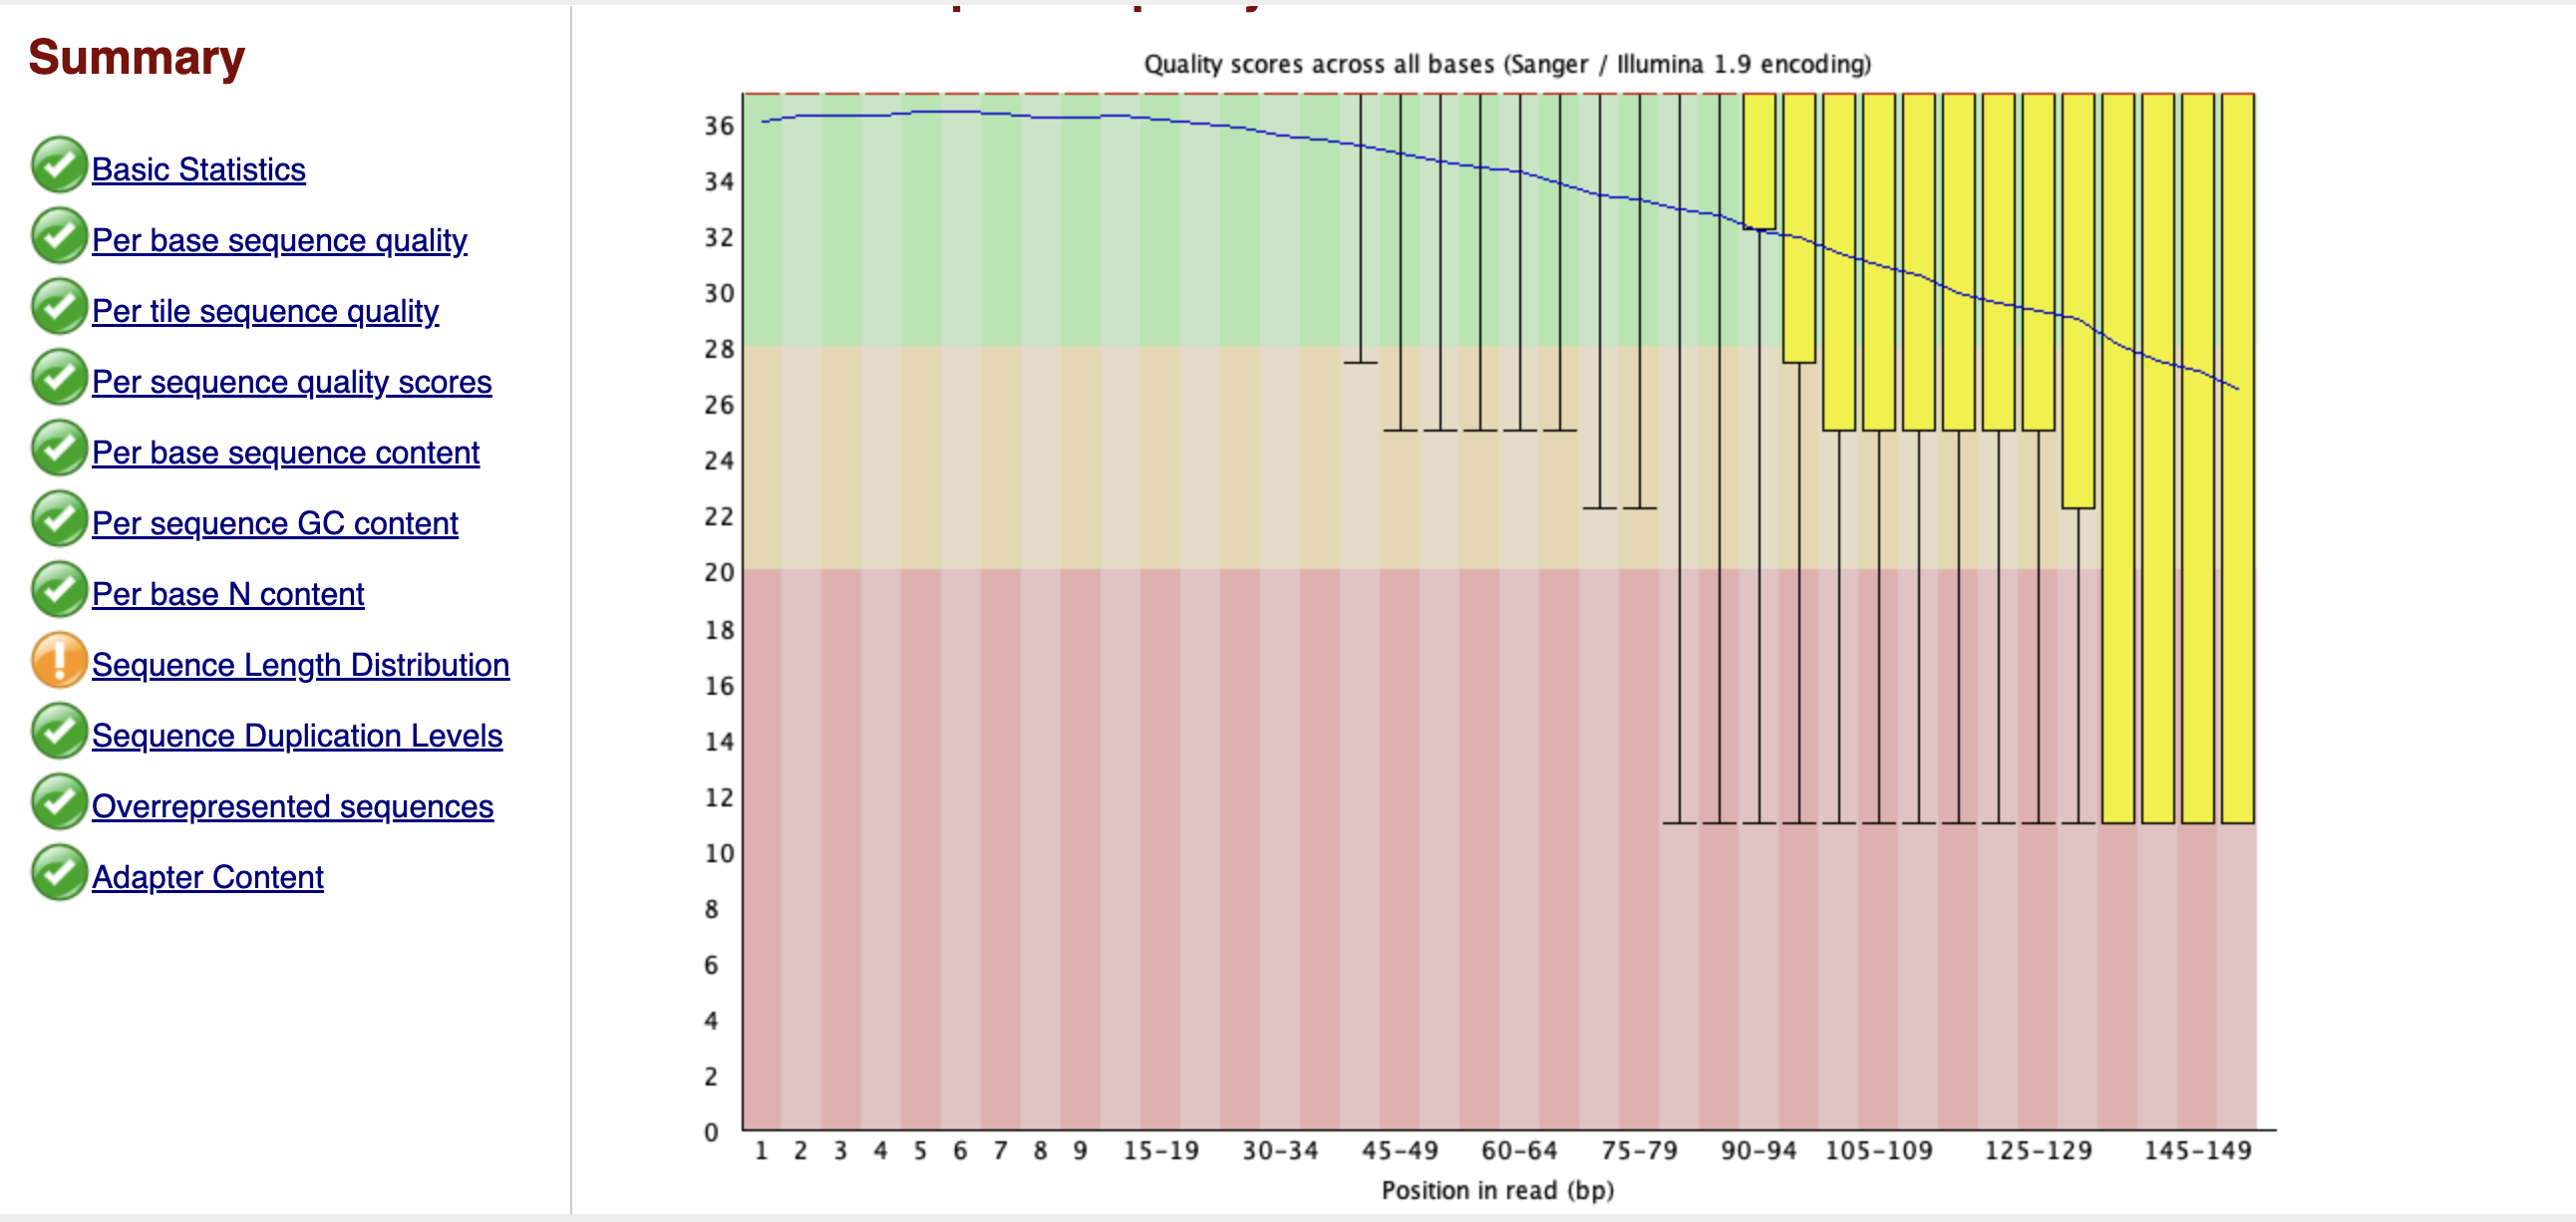 Summary
Basic Statistics
Per base sequence quality
Per tile sequence quality
Per sequence quality scores
Per base sequence content
Per sequence GC content
Per base N content
Sequence Length Distribution
Sequence Duplication Levels
Overrepresented sequences
Adapter Content
Quality scores across all bases (Sanger / Illumina 1.9 encoding)
36
34
32
30
28
26
24
22
20
18
16
14
12
10
8
6
4
2
0
1 2 3 4 5 6 7 8 9 15-19 30-34 45-49 60-64 75-79 90-94 105-109 125-129 145-149
Position in read (bp)